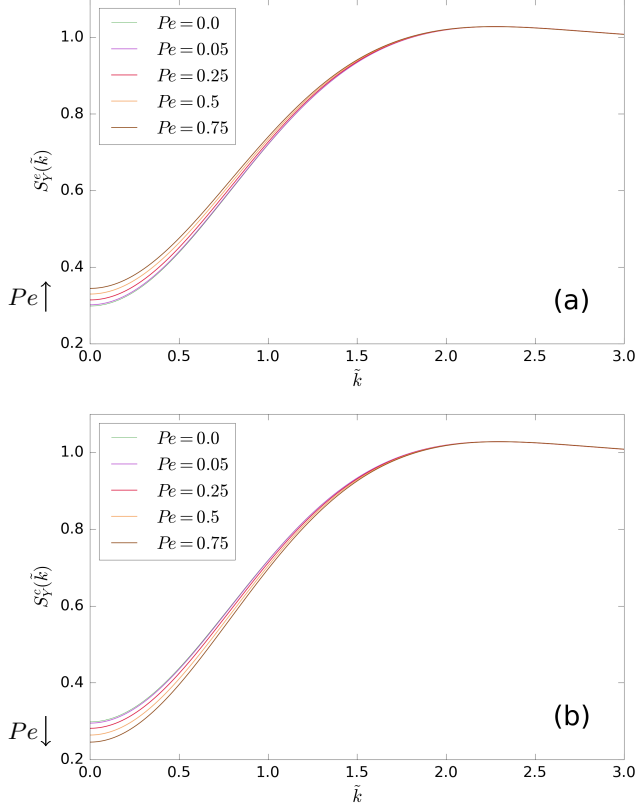 1.0
0.8
0.6
0.4
0.2
S_Y^e(k̃)
Pe = 0.0
Pe = 0.05
Pe = 0.25
Pe = 0.5
Pe = 0.75
Pe↑
(a)
0.0 0.5 1.0 1.5 2.0 2.5 3.0
k̃
1.0
0.8
0.6
0.4
0.2
S_Y^c(k̃)
Pe = 0.0
Pe = 0.05
Pe = 0.25
Pe = 0.5
Pe = 0.75
Pe↓
(b)
0.0 0.5 1.0 1.5 2.0 2.5 3.0
k̃